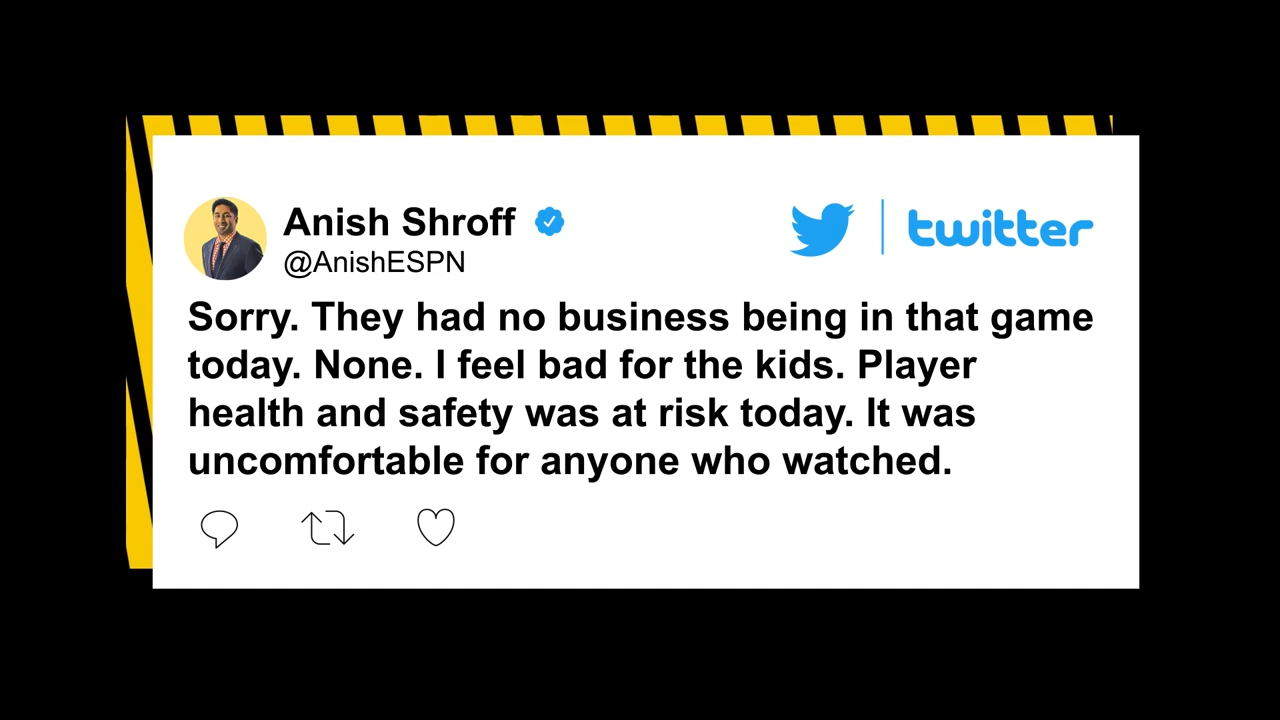 Anish Shroff
@AnishESPN
twitter
Sorry. They had no business being in that game
today. None. I feel bad for the kids. Player
health and safety was at risk today. It was
uncomfortable for anyone who watched.